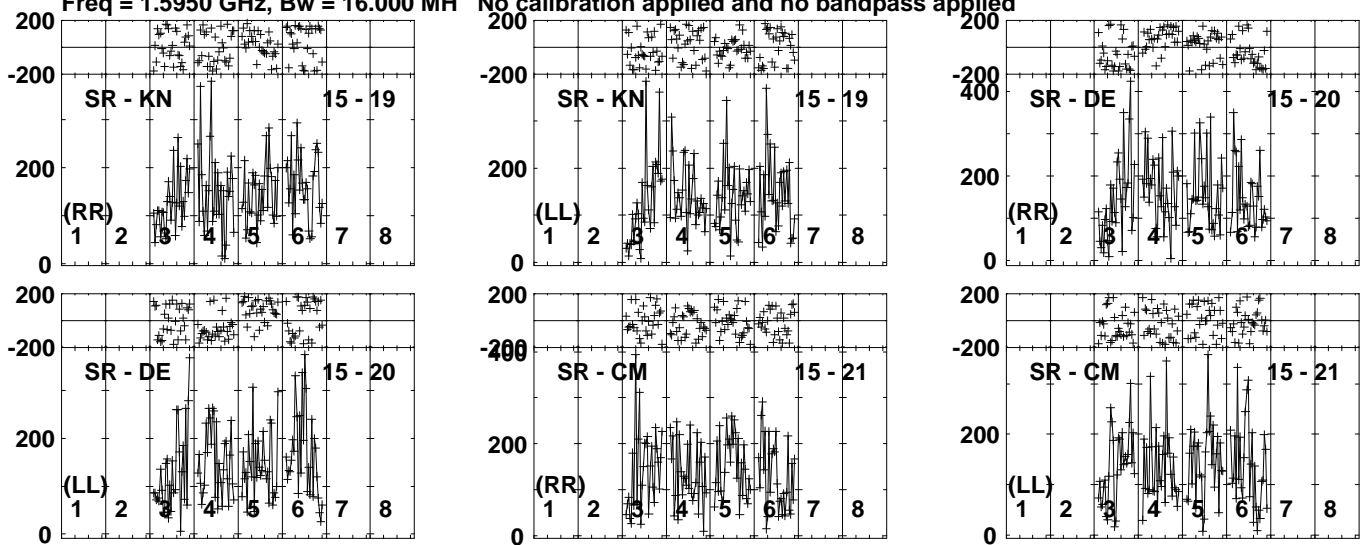 Freq = 1.5950 GHz, Bw = 16.000 MH No calibration applied and no bandpass applied
200 200 200
-200 -200 -200
400
SR - KN 15 - 19 SR - KN 15 - 19 SR - DE 15 - 20
200 200 200
(RR) (LL) (RR)
1 2 3 4 5 6 7 8 1 2 3 4 5 6 7 8 1 2 3 4 5 6 7 8
0 0 0
200 200 200
-200 -200 -200
400
SR - DE 15 - 20 SR - CM 15 - 21 SR - CM 15 - 21
200 200 200
(LL) (RR) (LL)
1 2 3 4 5 6 7 8 1 2 3 4 5 6 7 8 1 2 3 4 5 6 7 8
0 0 0